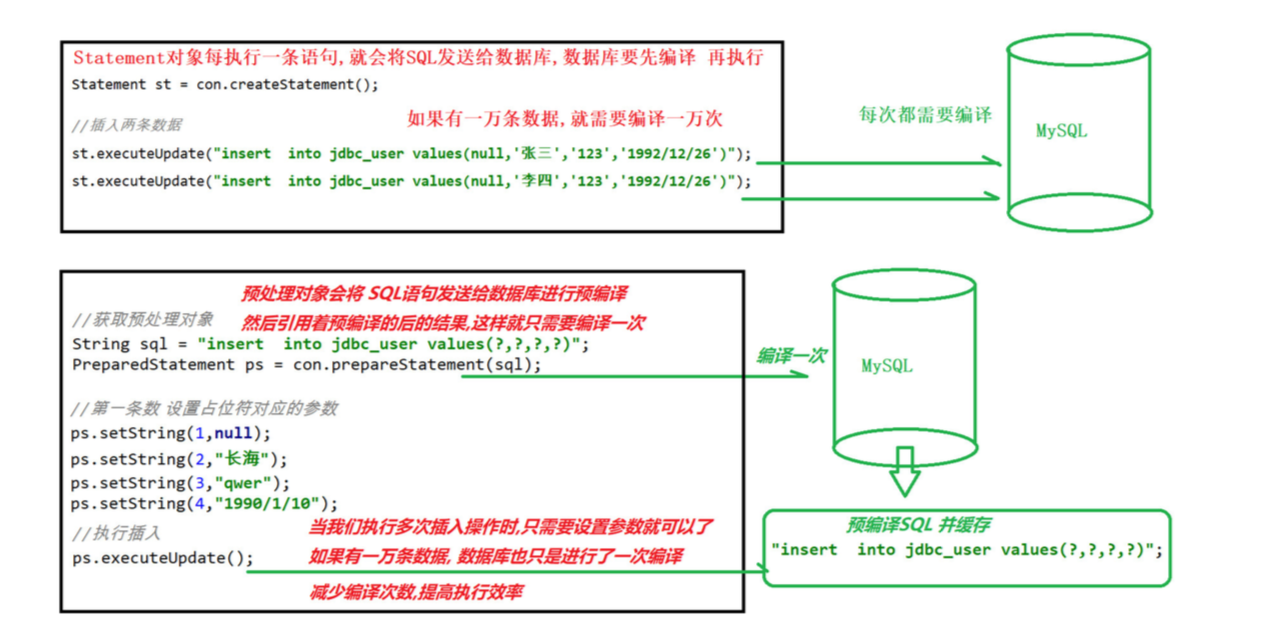 Statement对象每执行一条语句,就会将SQL发送给数据库,数据库要先编译 再执行
Statement st = con.createStatement();
//插入两条数据
如果有一万条数据,就需要编译一万次
st.executeUpdate("insert  into jdbc_user values(null,'张三','123','1992/12/26')");
st.executeUpdate("insert  into jdbc_user values(null,'李四','123','1992/12/26')");
每次都需要编译
MySQL
预处理对象会将 SQL语句发送给数据库进行预编译
//获取预处理对象
然后引用着预编译的后的结果,这样就只需要编译一次
String sql = "insert  into jdbc_user values(?,?,?,?)";
PreparedStatement ps = con.prepareStatement(sql);
编译一次
MySQL
//第一条数 设置占位符对应的参数
ps.setString(1,null);
ps.setString(2,"长海");
ps.setString(3,"qwer");
ps.setString(4,"1990/1/10");
//执行插入
当我们执行多次插入操作时,只需要设置参数就可以了
ps.executeUpdate();
如果有一万条数据, 数据库也只是进行了一次编译
减少编译次数,提高执行效率
预编译SQL 并缓存
"insert  into jdbc_user values(?,?,?,?)";